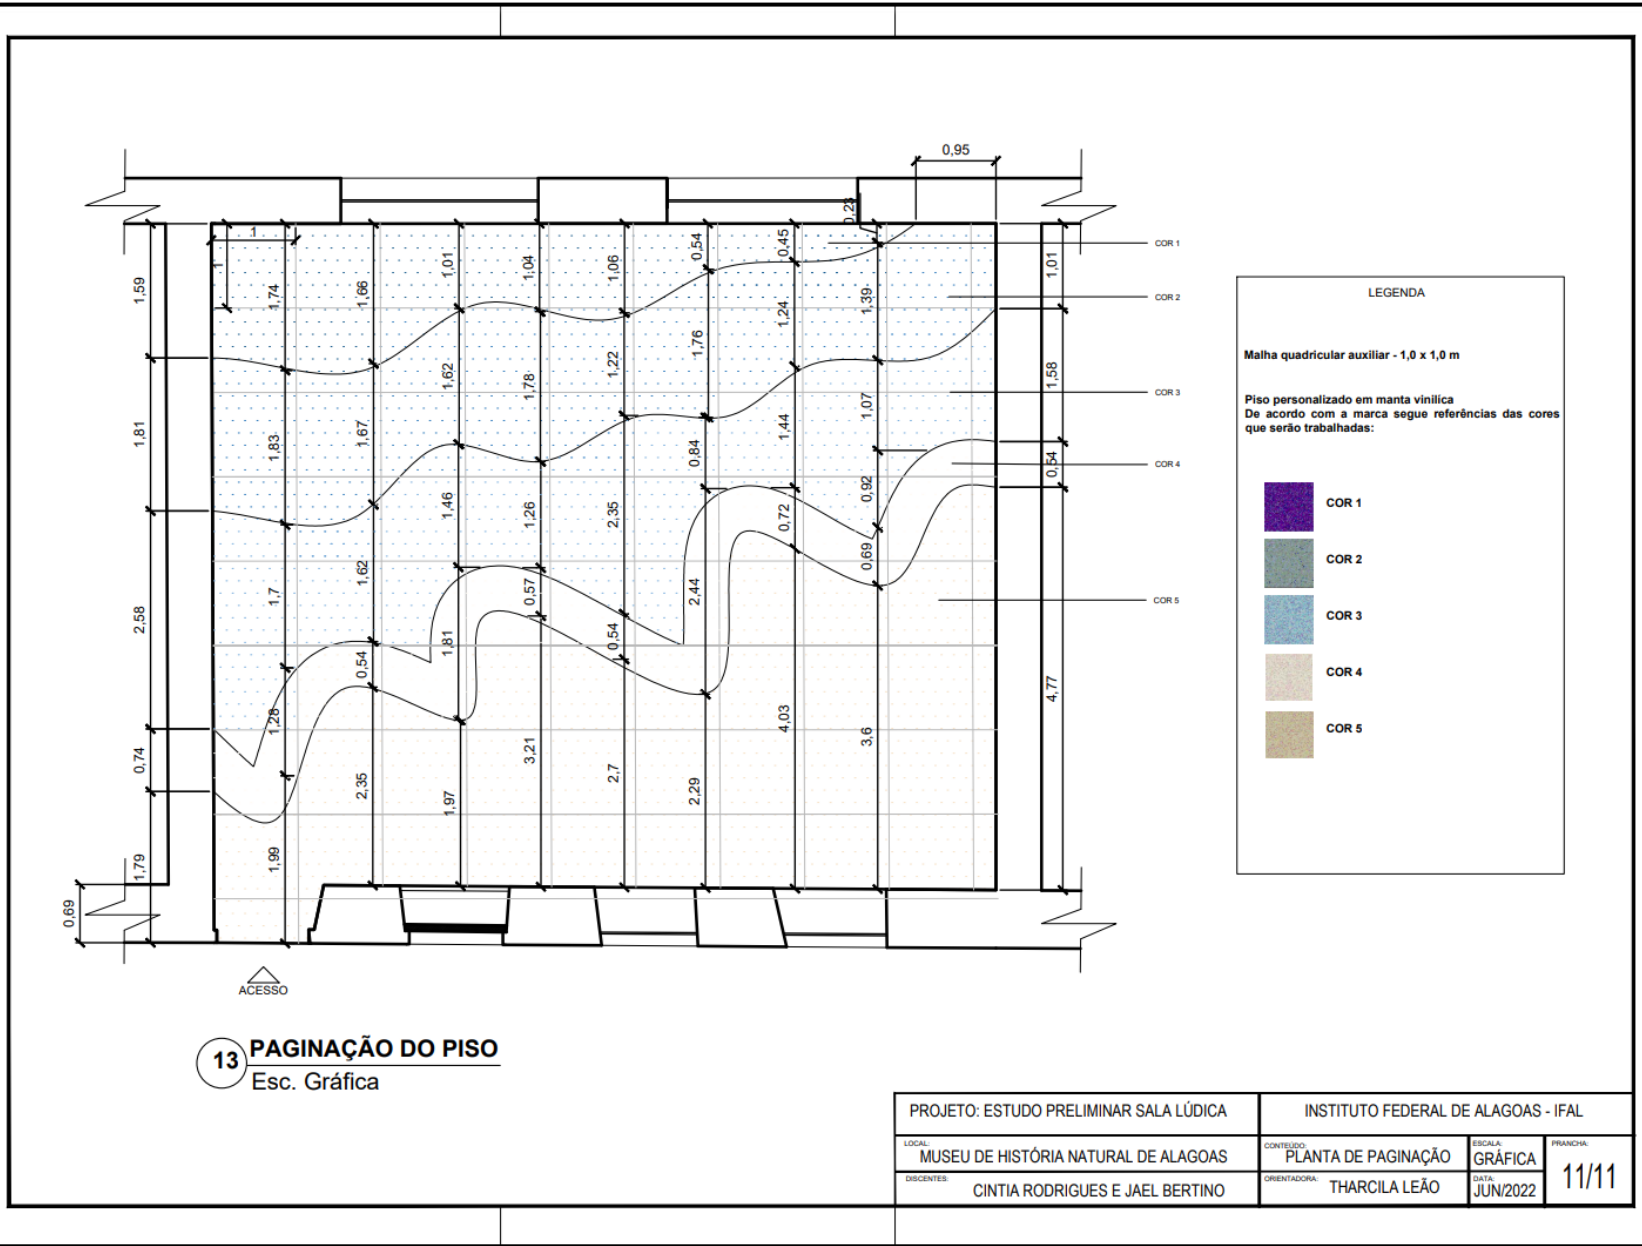 0,95
0,23
1
1
1,59
1,81
2,58
0,74
1,79
0,69
1,74
1,83
1,7
1,28
1,99
1,66
1,67
1,62
0,54
2,35
1,01
1,62
1,46
1,81
1,97
1,04
1,78
1,26
0,57
3,21
1,06
1,22
2,35
0,54
2,7
0,54
1,76
0,84
2,44
2,29
0,45
1,24
1,44
0,72
4,03
1,39
1,07
0,92
0,69
3,6
1,01
1,58
0,54
4,77
COR 1
COR 2
COR 3
COR 4
COR 5
LEGENDA
Malha quadricular auxiliar - 1,0 x 1,0 m
Piso personalizado em manta vinilica
De acordo com a marca segue referências das cores
que serão trabalhadas:
COR 1
COR 2
COR 3
COR 4
COR 5
ACESSO
13 PAGINAÇÃO DO PISO
Esc. Gráfica
PROJETO: ESTUDO PRELIMINAR SALA LÚDICA
INSTITUTO FEDERAL DE ALAGOAS - IFAL
LOCAL:
MUSEU DE HISTÓRIA NATURAL DE ALAGOAS
CONTEÚDO:
PLANTA DE PAGINAÇÃO
ESCALA:
GRÁFICA
PRANCHA:
11/11
DISCENTES:
CINTIA RODRIGUES E JAEL BERTINO
ORIENTADORA:
THARCILA LEÃO
DATA:
JUN/2022